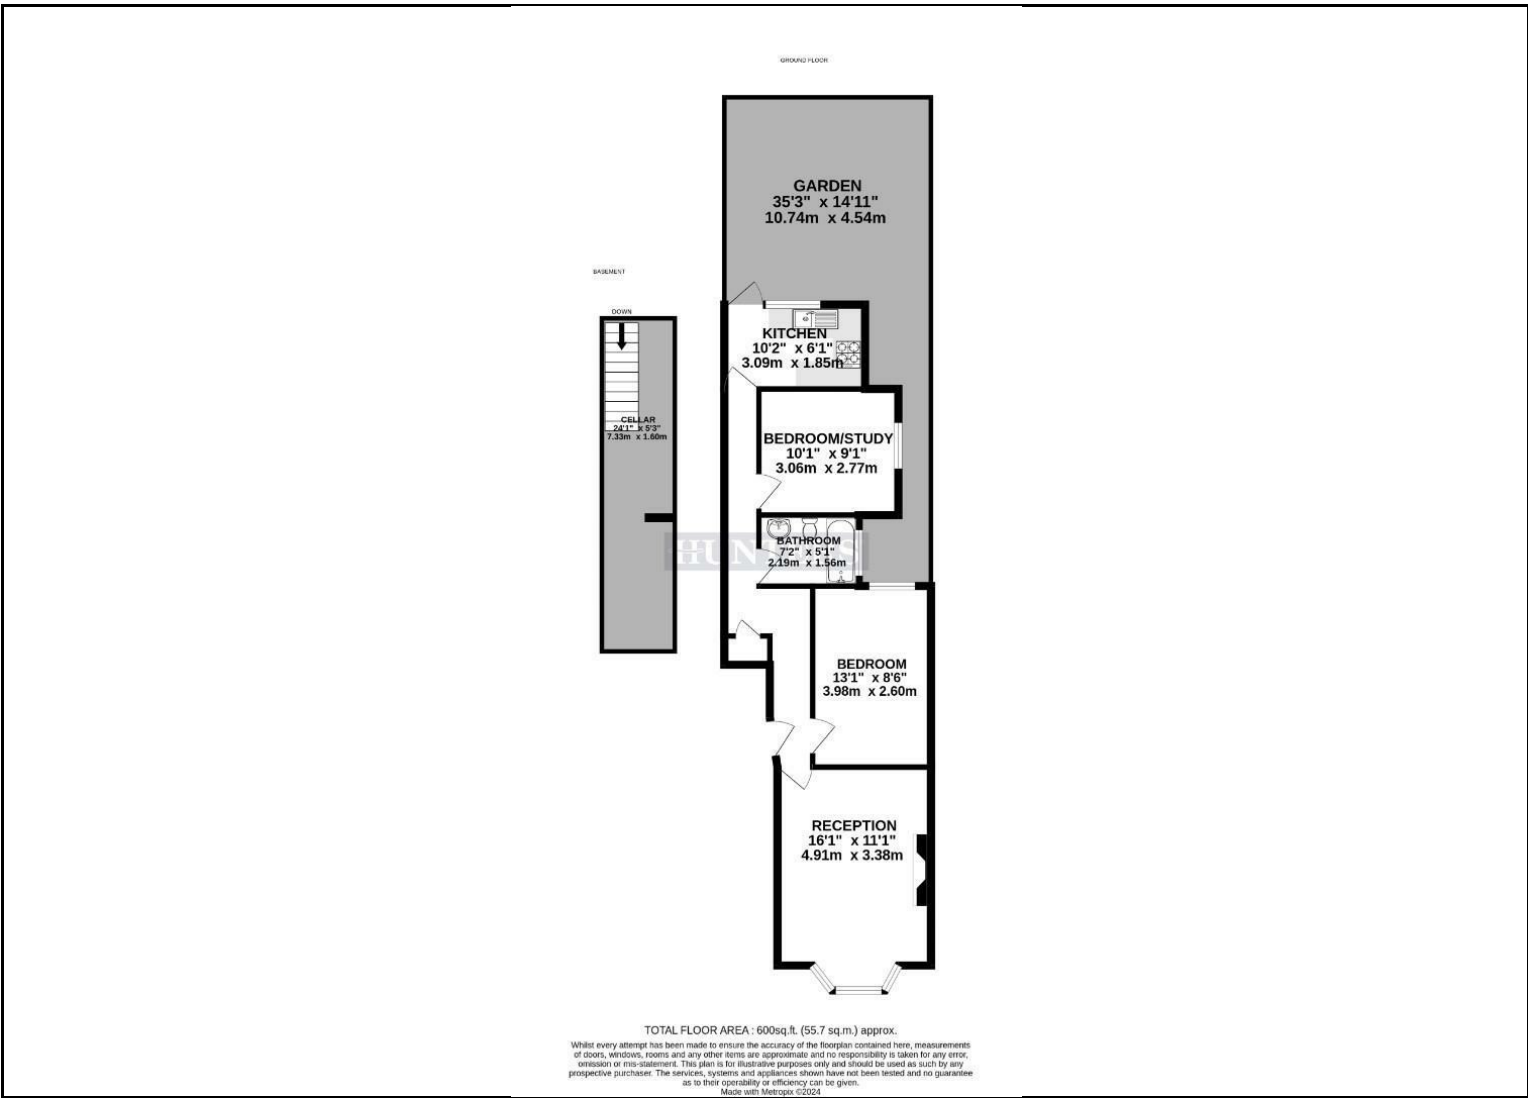 GROUND FLOOR
GARDEN
35'3" x 14'11"
10.74m x 4.54m
BASEMENT
DOWN
CELLAR
24'1" x 5'3"
7.33m x 1.60m
KITCHEN
10'2" x 6'1"
3.09m x 1.85m
BEDROOM/STUDY
10'1" x 9'1"
3.06m x 2.77m
HUNTERS
BATHROOM
7'2" x 5'1"
2.19m x 1.56m
BEDROOM
13'1" x 8'6"
3.98m x 2.60m
RECEPTION
16'1" x 11'1"
4.91m x 3.38m
TOTAL FLOOR AREA : 600sq.ft. (55.7 sq.m.) approx.
Whilst every attempt has been made to ensure the accuracy of the floorplan contained here, measurements
of doors, windows, rooms and any other items are approximate and no responsibility is taken for any error,
omission or mis-statement. This plan is for illustrative purposes only and should be used as such by any
prospective purchaser. The services, systems and appliances shown have not been tested and no guarantee
as to their operability or efficiency can be given.
Made with Metropix ©2024